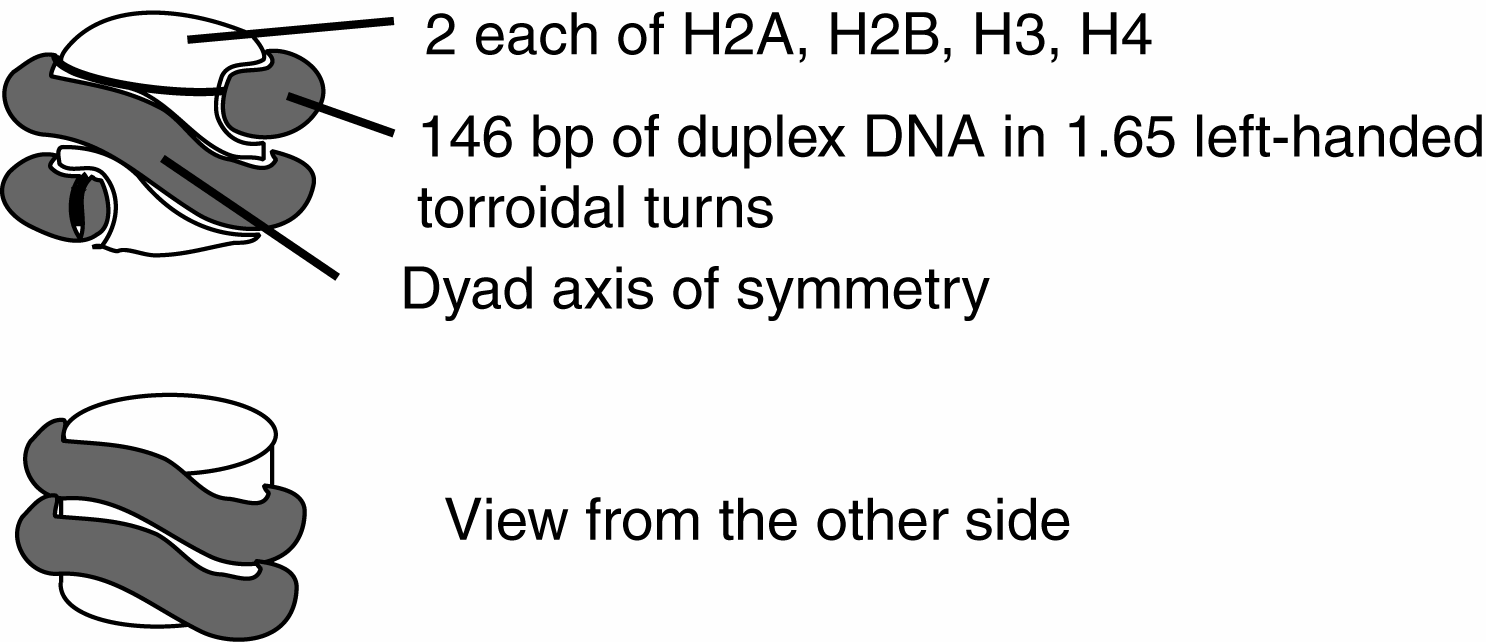 2 each of H2A, H2B, H3, H4
146 bp of duplex DNA in 1.65 left-handed
torroidal turns
Dyad axis of symmetry
View from the other side